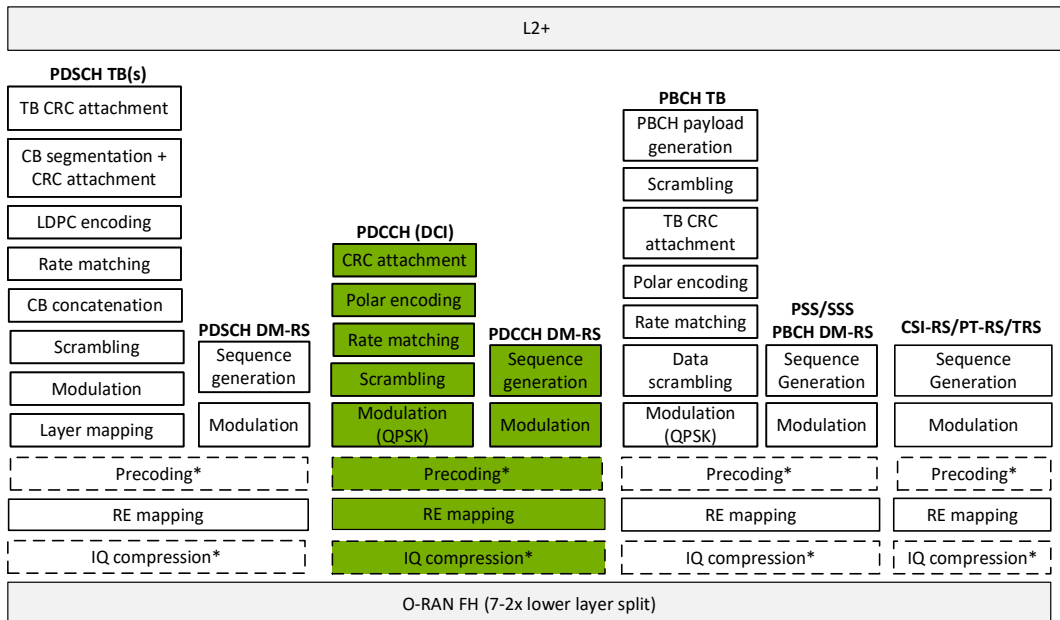 L2+
PDSCH TB(s)
TB CRC attachment
CB segmentation +
CRC attachment
LDPC encoding
Rate matching
CB concatenation
Scrambling
Modulation
Layer mapping
PDSCH DM-RS
Sequence
generation
Modulation
Precoding*
RE mapping
IQ compression*
PDCCH (DCI)
CRC attachment
Polar encoding
Rate matching
Scrambling
Modulation
(QPSK)
PDCCH DM-RS
Sequence
generation
Modulation
Precoding*
RE mapping
IQ compression*
PBCH TB
PBCH payload
generation
Scrambling
TB CRC
attachment
Polar encoding
Rate matching
Data
scrambling
Modulation
(QPSK)
PSS/SSS
PBCH DM-RS
Sequence
Generation
Modulation
Precoding*
RE mapping
IQ compression*
CSI-RS/PT-RS/TRS
Sequence
Generation
Modulation
Precoding*
RE mapping
IQ compression*
O-RAN FH (7-2x lower layer split)